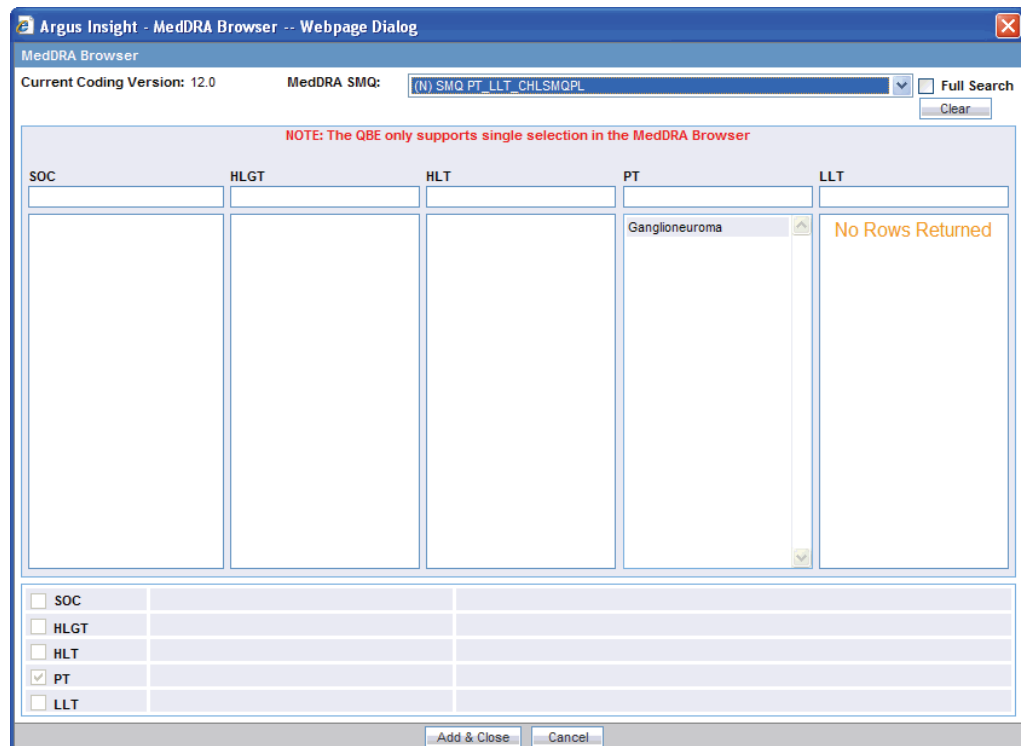 Argus Insight - MedDRA Browser -- Webpage Dialog
MedDRA Browser
Current Coding Version: 12.0 MedDRA SMQ: (N) SMQ PT_LLT_CHLSMQPL Full Search
Clear
NOTE: The QBE only supports single selection in the MedDRA Browser
SOC HLGT HLT PT LLT
Ganglioneuroma No Rows Returned
SOC
HLGT
HLT
PT
LLT
Add & Close Cancel